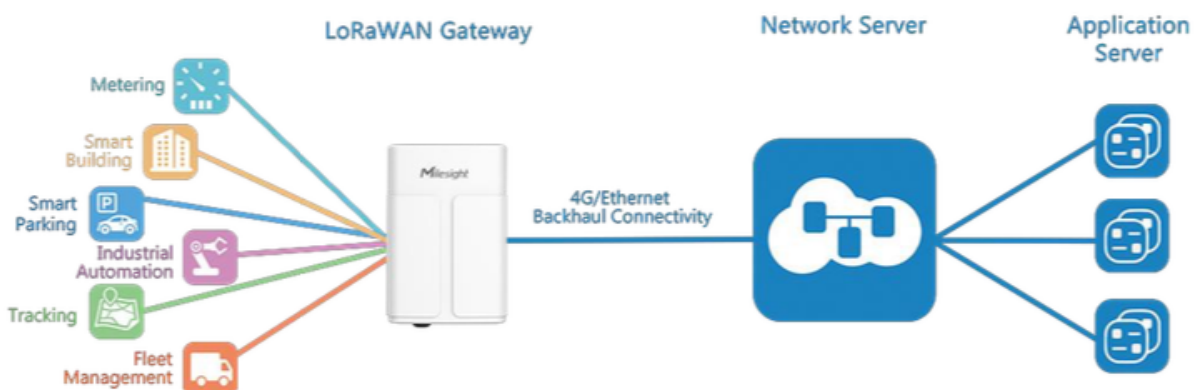 LoRaWAN Gateway
Network Server
Application
Server
Metering
Smart
Building
Smart
Parking
P
Industrial
Automation
Tracking
Fleet
Management
Milesight
4G/Ethernet
Backhaul Connectivity